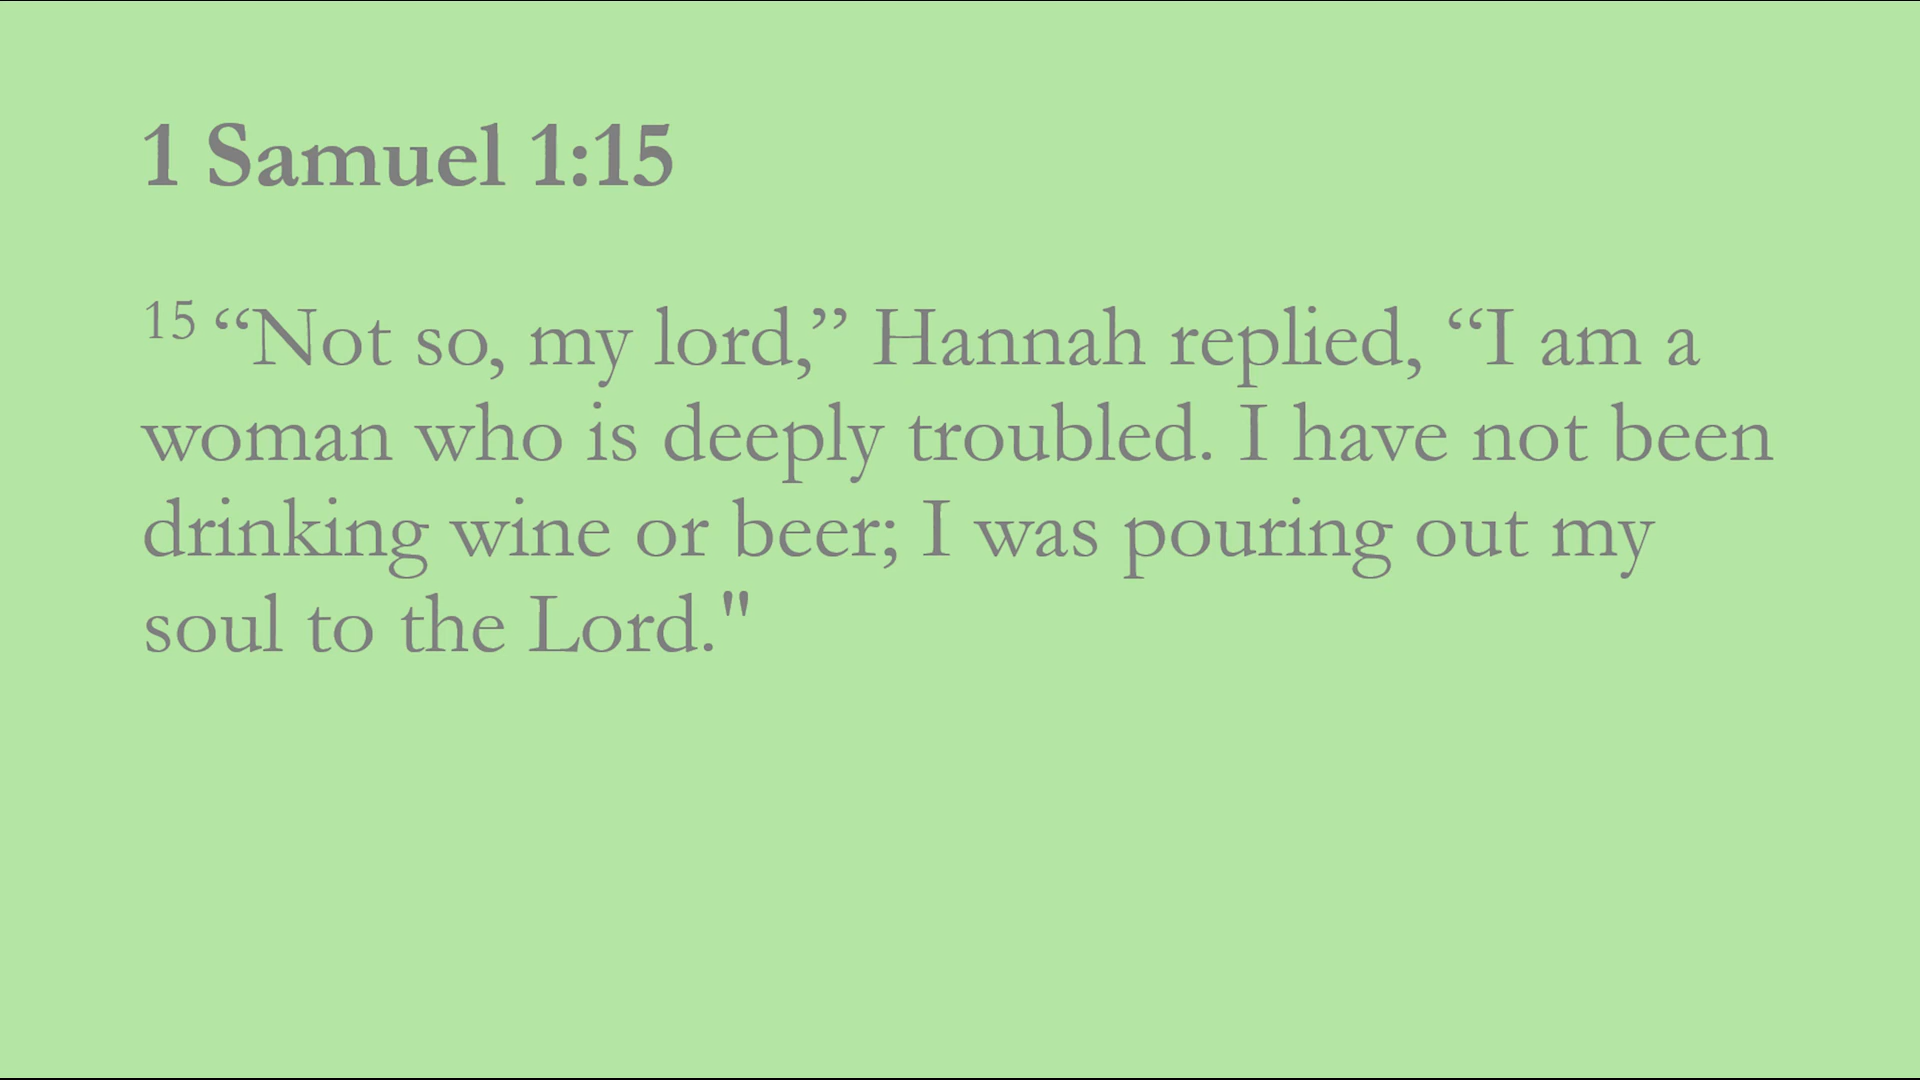 1 Samuel 1:15
15 “Not so, my lord,” Hannah replied, “I am a
woman who is deeply troubled. I have not been
drinking wine or beer; I was pouring out my
soul to the Lord."